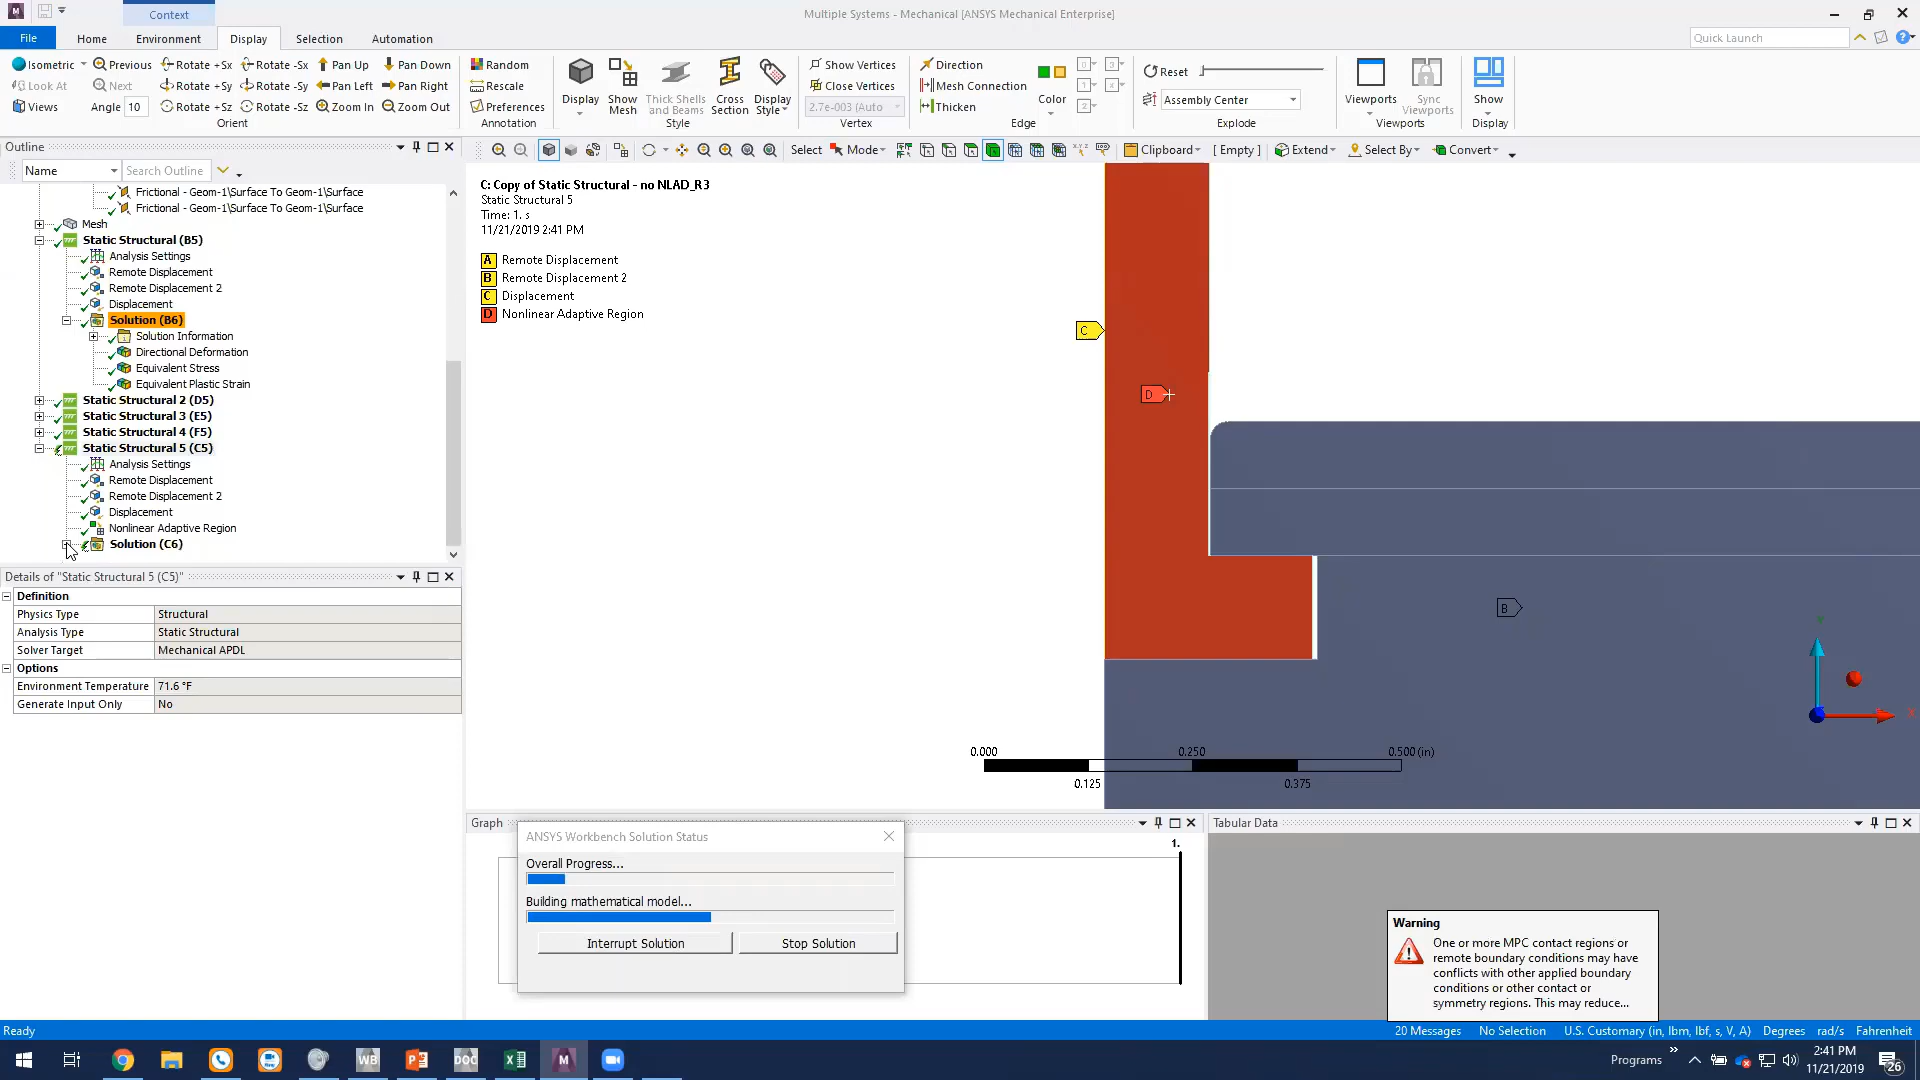 Context
Multiple Systems - Mechanical [ANSYS Mechanical Enterprise]
File
Home
Environment
Display
Selection
Automation
Quick Launch
Isometric
Previous
Rotate +Sx
Rotate -Sx
Pan Up
Pan Down
Look At
Next
Rotate +Sy
Rotate -Sy
Pan Left
Pan Right
Views
Angle 10
Rotate +Sz
Rotate -Sz
Zoom In
Zoom Out
Orient
Random
Rescale
Preferences
Annotation
Display
Show Mesh
Thick Shells and Beams
Cross Section
Display Style
Style
Show Vertices
Close Vertices
2.7e-003 (Auto
Vertex
Direction
Mesh Connection
Thicken
Color
Edge
Reset
Assembly Center
Explode
Viewports
Sync Viewports
Viewports
Show
Display
Outline
Name
Search Outline
Select
Mode
Clipboard
[ Empty ]
Extend
Select By
Convert
Frictional - Geom-1\Surface To Geom-1\Surface
Frictional - Geom-1\Surface To Geom-1\Surface
Mesh
Static Structural (B5)
Analysis Settings
Remote Displacement
Remote Displacement 2
Displacement
Solution (B6)
Solution Information
Directional Deformation
Equivalent Stress
Equivalent Plastic Strain
Static Structural 2 (D5)
Static Structural 3 (E5)
Static Structural 4 (F5)
Static Structural 5 (C5)
Analysis Settings
Remote Displacement
Remote Displacement 2
Displacement
Nonlinear Adaptive Region
Solution (C6)
C: Copy of Static Structural - no NLAD_R3
Static Structural 5
Time: 1. s
11/21/2019 2:41 PM
A Remote Displacement
B Remote Displacement 2
C Displacement
D Nonlinear Adaptive Region
C
D
B
Y
X
0.000
0.250
0.500 (in)
0.125
0.375
Details of "Static Structural 5 (C5)"
Definition
Physics Type Structural
Analysis Type Static Structural
Solver Target Mechanical APDL
Options
Environment Temperature 71.6 °F
Generate Input Only No
Graph
1.
ANSYS Workbench Solution Status
Overall Progress...
Building mathematical model...
Interrupt Solution
Stop Solution
Tabular Data
Warning
One or more MPC contact regions or
remote boundary conditions may have
conflicts with other applied boundary
conditions or other contact or
symmetry regions. This may reduce...
Ready
20 Messages
No Selection
U.S. Customary (in, lbm, lbf, s, V, A)
Degrees
rad/s
Fahrenheit
WB
DOC
M
Programs
2:41 PM
11/21/2019
26